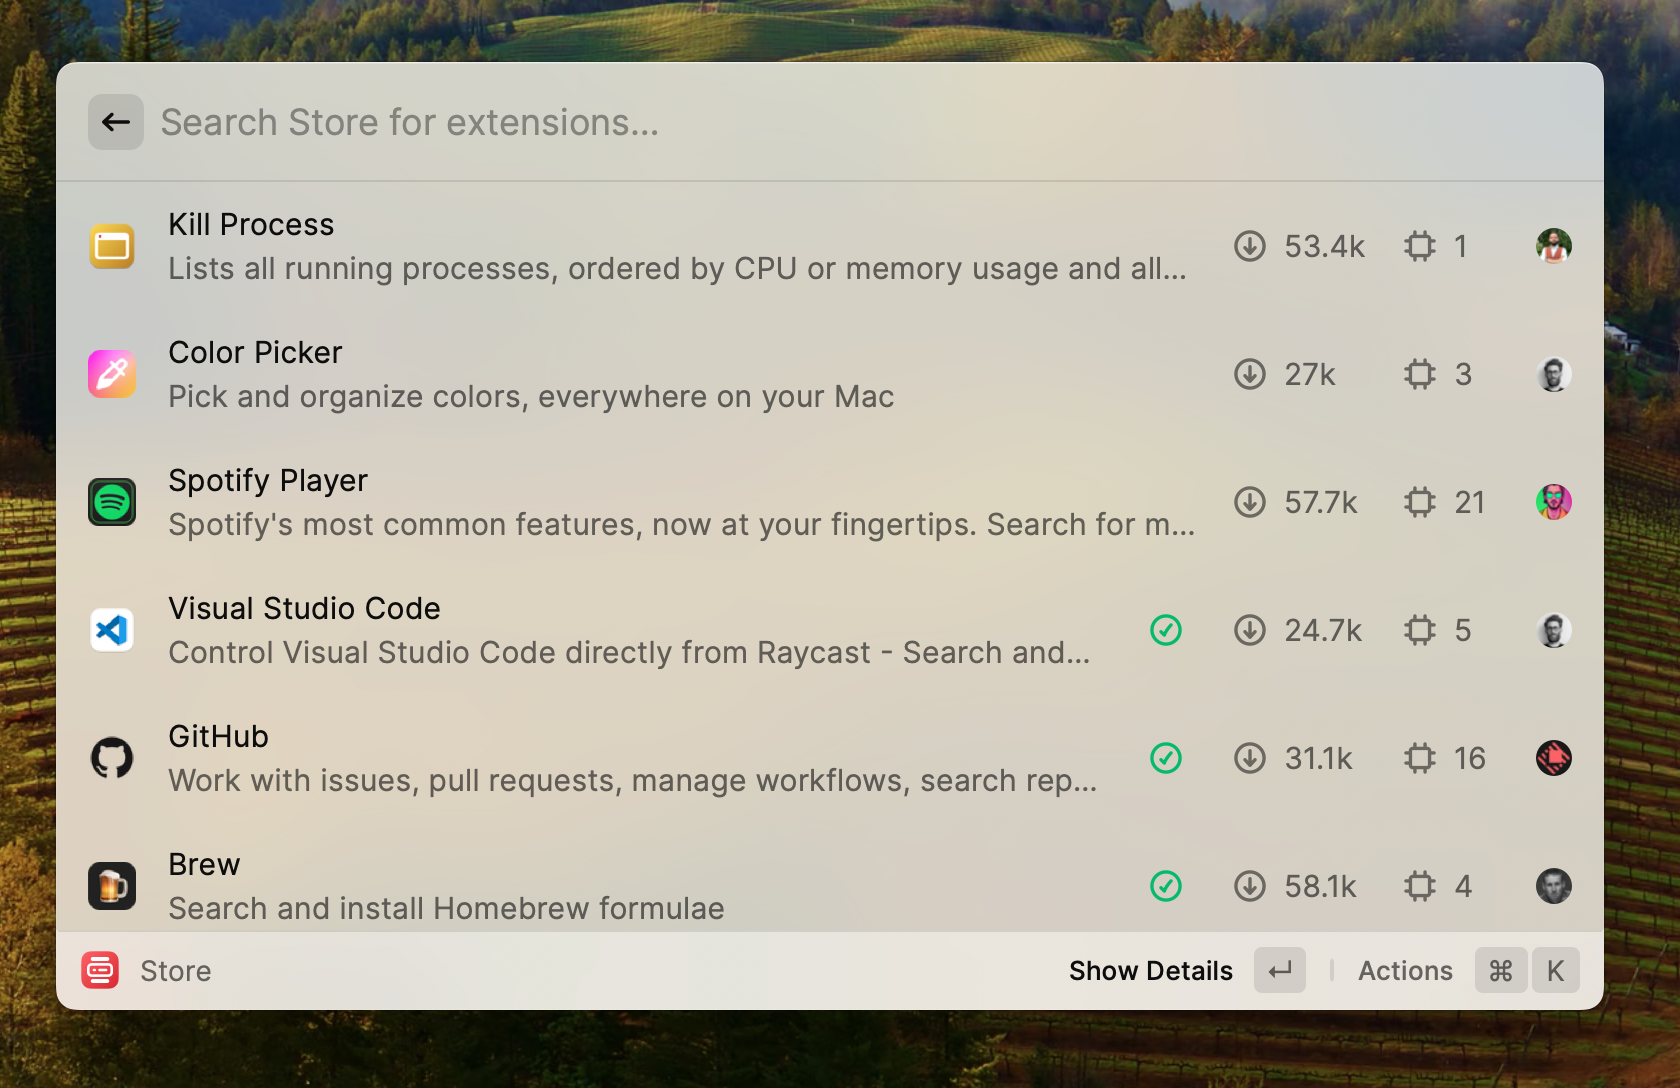 Search Store for extensions...
Kill Process
Lists all running processes, ordered by CPU or memory usage and all...
53.4k
1
Color Picker
Pick and organize colors, everywhere on your Mac
27k
3
Spotify Player
Spotify's most common features, now at your fingertips. Search for m...
57.7k
21
Visual Studio Code
Control Visual Studio Code directly from Raycast - Search and...
24.7k
5
GitHub
Work with issues, pull requests, manage workflows, search rep...
31.1k
16
Brew
Search and install Homebrew formulae
58.1k
4
Store
Show Details ↵ | Actions ⌘ K